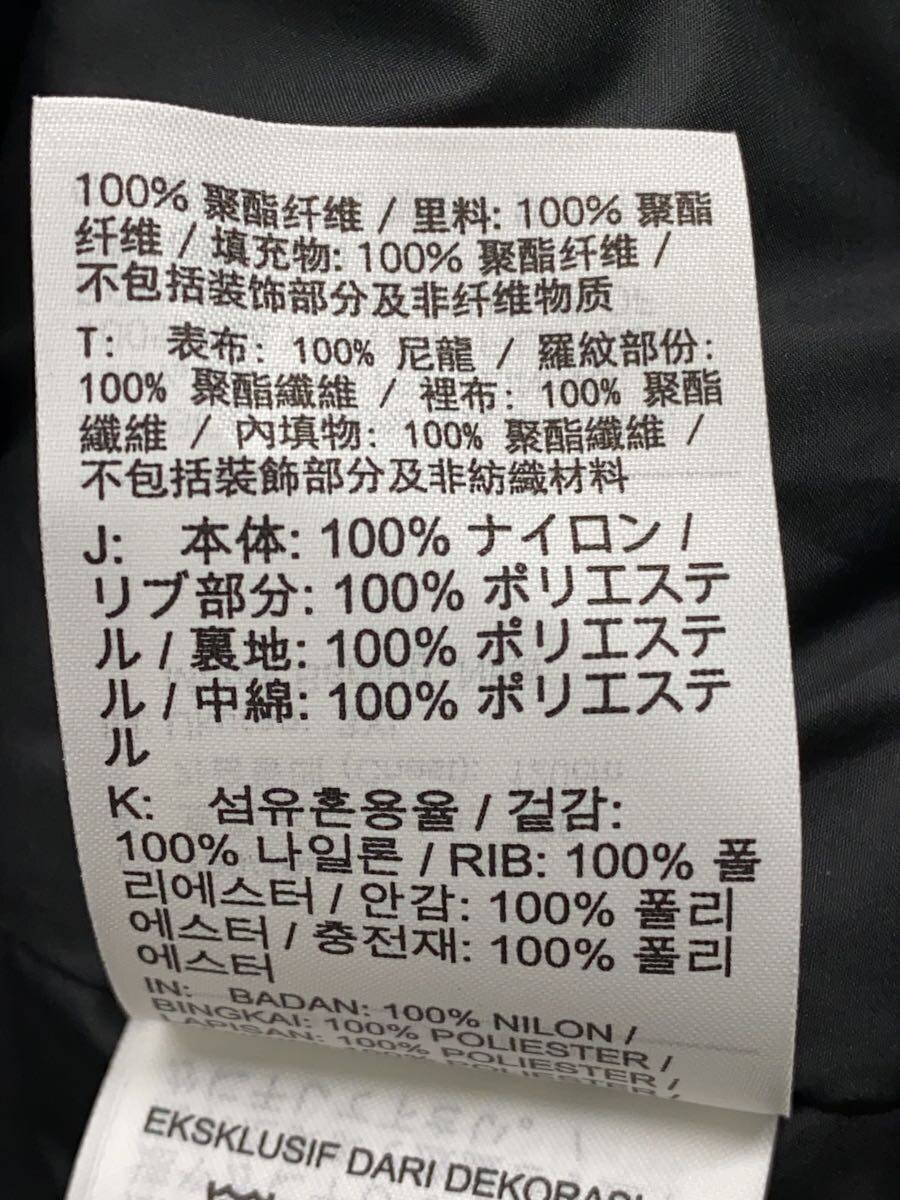 100% 聚酯纤维 / 里料: 100% 聚酯
纤维 / 填充物: 100% 聚酯纤维 /
不包括装饰部分及非纤维物质
T: 表布: 100% 尼龍 / 羅紋部份:
100% 聚酯纖維 / 裡布: 100% 聚酯
纖維 / 內填物: 100% 聚酯纖維 /
不包括裝飾部分及非紡織材料
J: 本体: 100% ナイロン /
リブ部分: 100% ポリエステ
ル / 裏地: 100% ポリエステ
ル / 中綿: 100% ポリエステ
ル
K: 섬유혼용율 / 겉감:
100% 나일론 / RIB: 100% 폴
리에스터 / 안감: 100% 폴리
에스터 / 충전재: 100% 폴리
에스터
IN: BADAN: 100% NILON /
BINGKAI: 100% POLIESTER /
LAPISAN: 100% POLIESTER /
EKSKLUSIF DARI DEKORASI